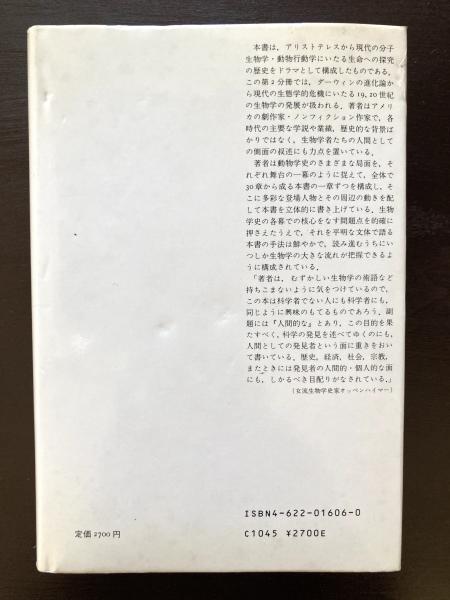 本書は，アリストテレスから現代の分子
生物学・動物行動学にいたる生命への探究
の歴史をドラマとして構成したものである．
この第2分冊では，ダーウィンの進化論か
ら現代の生態学的危機にいたる19，20世紀
の生物学の発展が扱われる．著者はアメリ
カの劇作家・ノンフィクション作家で，各
時代の主要な学説や業績，歴史的な背景ば
かりではなく，生物学者たちの人間として
の側面の叙述にも力点を置いている．
著者は動物学史のさまざまな局面を，そ
れぞれ舞台の一幕のように捉えて，全体で
30章から成る本書の一章ずつを構成し，そ
こに多彩な登場人物とその周辺の動きを配
して本書を立体的に書き上げている．生物
学史の各幕での核心をなす問題点を的確に
押さえたうえで，それを平明な文体で語る
本書の手法は鮮やかで，読み進むうちにい
つしか生物学の大きな流れが把握できるよ
うに構成されている．
「著者は，むずかしい生物学の術語など
持ちこまないように気をつけているので，
この本は科学者でない人にも科学者にも，
同じように興味のもてるものであろう．副
題には『人間的な』とあり，この目的を果
たすべく，科学の発見を述べてゆくのにも，
人間としての発見者という面に重きをおい
て書いている．歴史，経済，社会，宗教，
またときには発見者の人間的・個人的な面
にも，しかるべき目配りがなされている．」
（女流生物学史家オッペンハイマー）
ISBN4-622-01606-0
定価 2700 円
C1045 ¥2700E